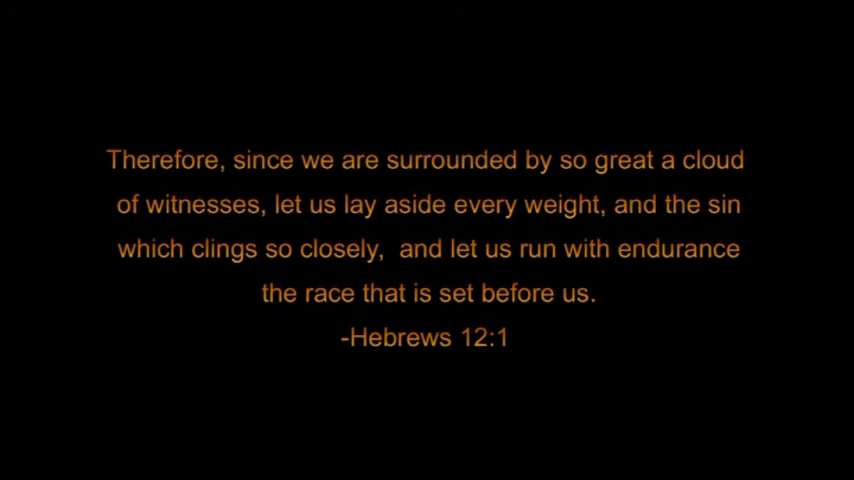 Therefore, since we are surrounded by so great a cloud
of witnesses, let us lay aside every weight, and the sin
which clings so closely,  and let us run with endurance
the race that is set before us.
-Hebrews 12:1